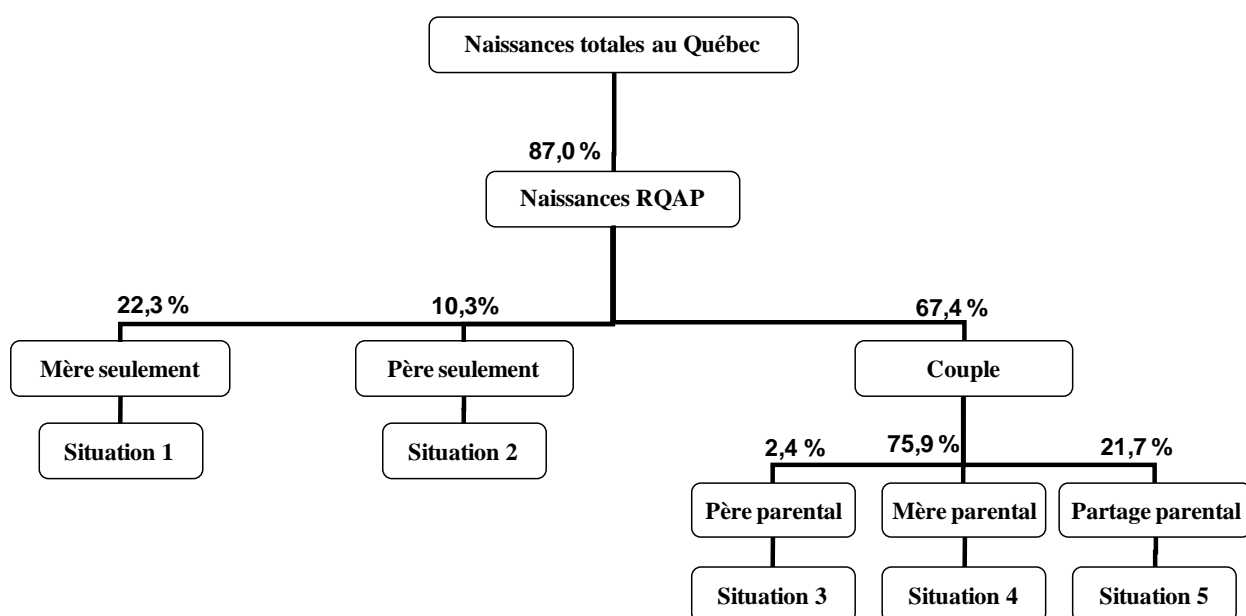 Naissances totales au Québec
87,0 %
Naissances RQAP
22,3 % 10,3% 67,4 %
Mère seulement Père seulement Couple
Situation 1 Situation 2
2,4 % 75,9 % 21,7 %
Père parental Mère parental Partage parental
Situation 3 Situation 4 Situation 5